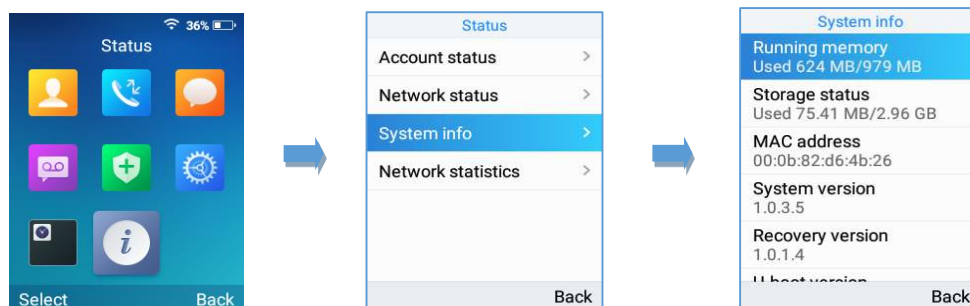 36%
Status
Select Back
Status
Account status
Network status
System info
Network statistics
Back
System info
Running memory
Used 624 MB/979 MB
Storage status
Used 75.41 MB/2.96 GB
MAC address
00:0b:82:d6:4b:26
System version
1.0.3.5
Recovery version
1.0.1.4
U boot version
Back